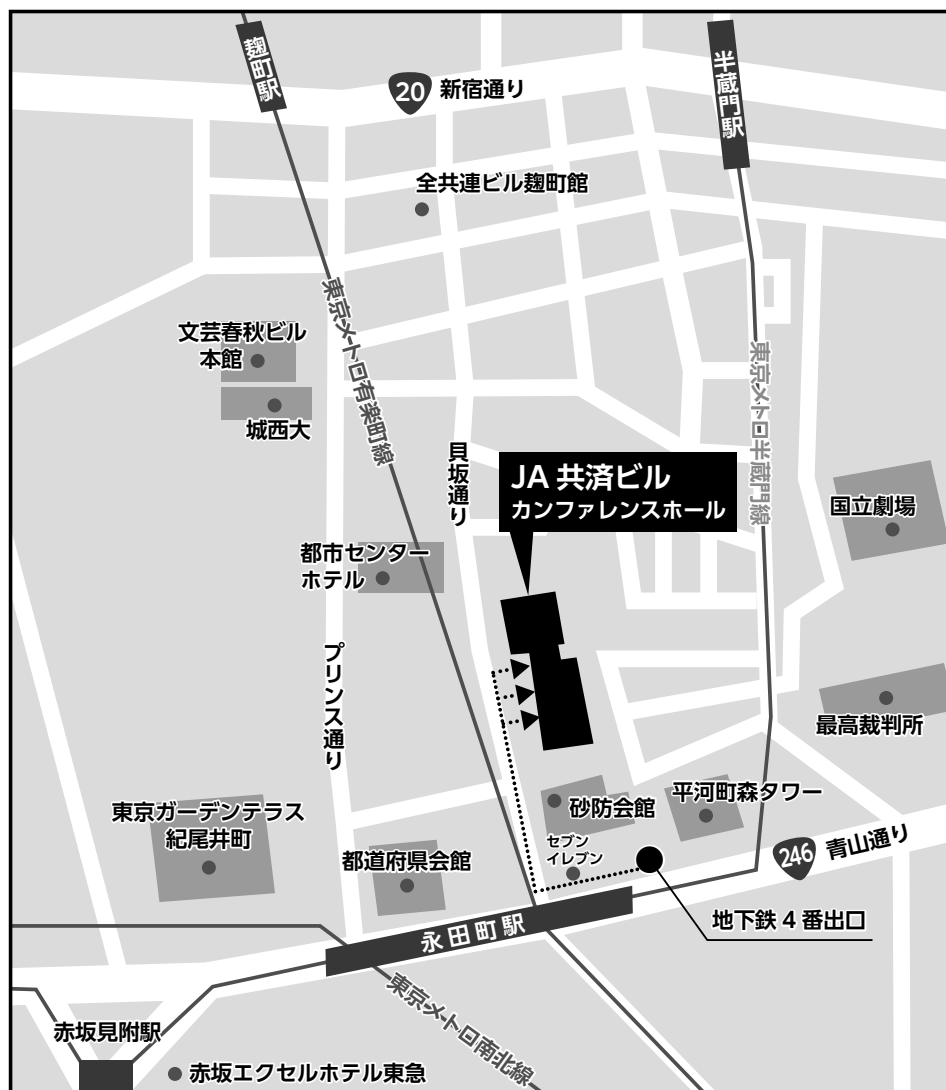 麹町駅
半蔵門駅
20 新宿通り
全共連ビル麹町館
東京メトロ有楽町線
文芸春秋ビル
本館
城西大
東京メトロ半蔵門線
貝坂通り
JA 共済ビル
カンファレンスホール
国立劇場
都市センター
ホテル
プリンス通り
最高裁判所
東京ガーデンテラス
紀尾井町
砂防会館
平河町森タワー
都道府県会館
セブン
イレブン
246 青山通り
永田町駅
地下鉄 4 番出口
東京メトロ南北線
赤坂見附駅
赤坂エクセルホテル東急